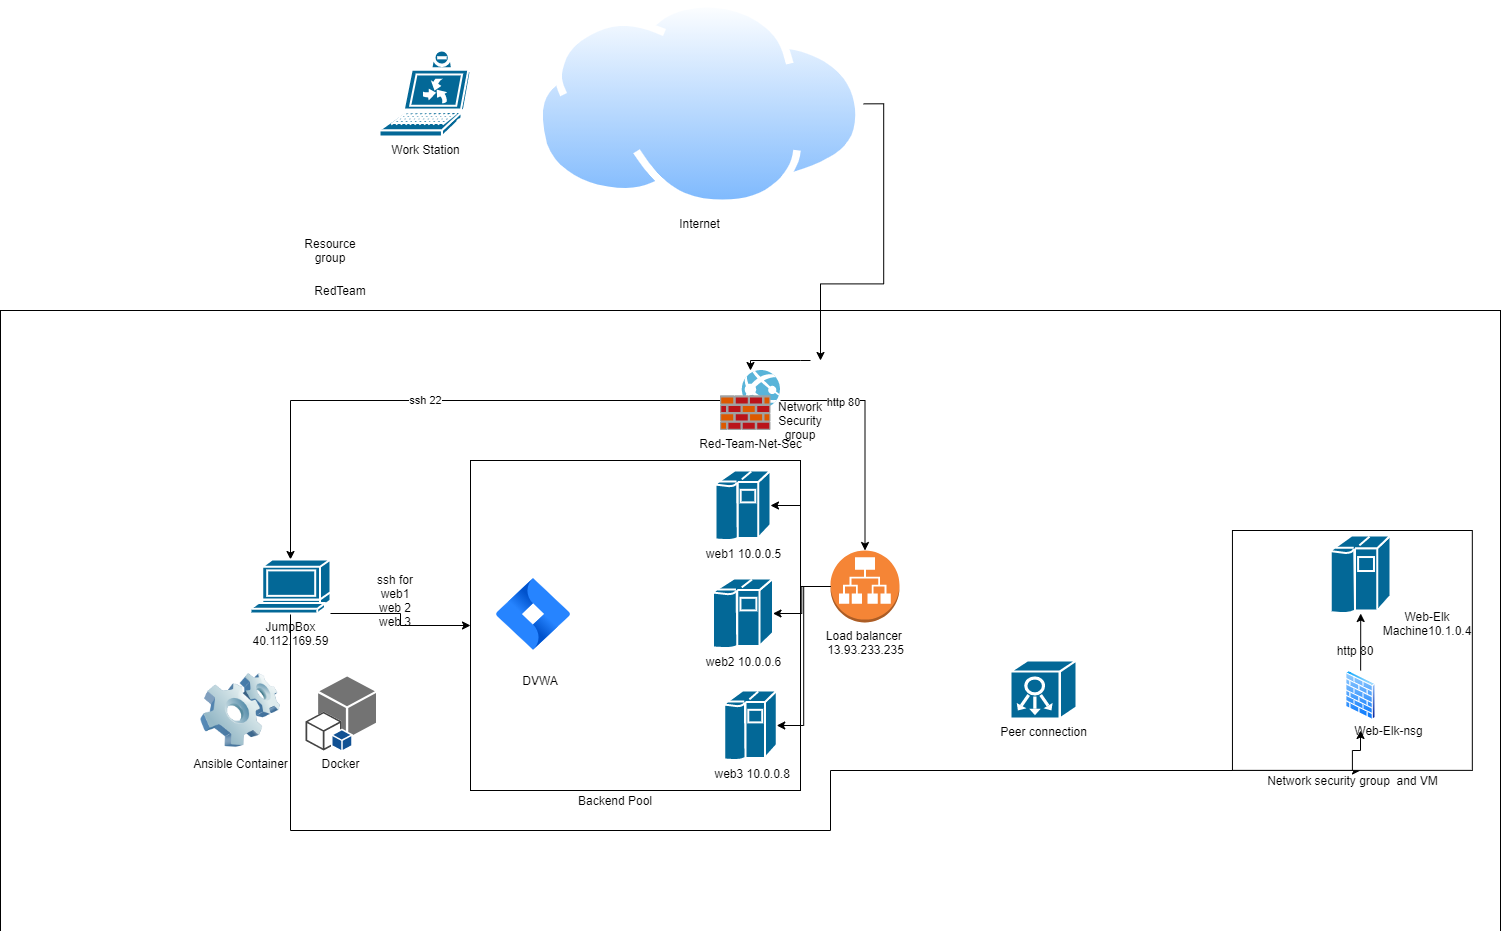 Work Station
Internet
Resource
group
RedTeam
ssh 22
http 80
Network
Security
group
Red-Team-Net-Sec
web1 10.0.0.5
ssh for
web1
web 2
web 3
JumpBox
40.112.169.59
web2 10.0.0.6
Load balancer
13.93.233.235
Web-Elk
Machine10.1.0.4
http 80
DVWA
Peer connection
Web-Elk-nsg
Ansible Container
Docker
web3 10.0.0.8
Network security group and VM
Backend Pool